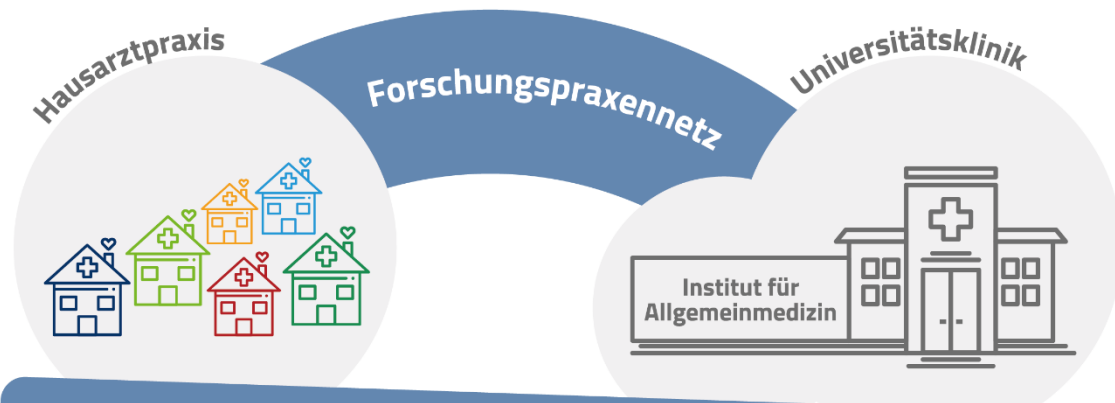 Hausarztpraxis
Forschungspraxennetz
Universitätsklinik
Institut für
Allgemeinmedizin